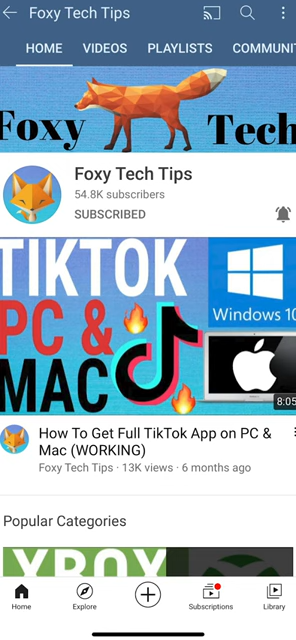 Foxy Tech Tips
HOME VIDEOS PLAYLISTS COMMUNI
Foxy Tech
Foxy Tech Tips
54.8K subscribers
SUBSCRIBED
TIKTOK
PC &
MAC
Windows 10
8:05
How To Get Full TikTok App on PC &
Mac (WORKING)
Foxy Tech Tips · 13K views · 6 months ago
Popular Categories
XBOX
Home Explore Subscriptions Library